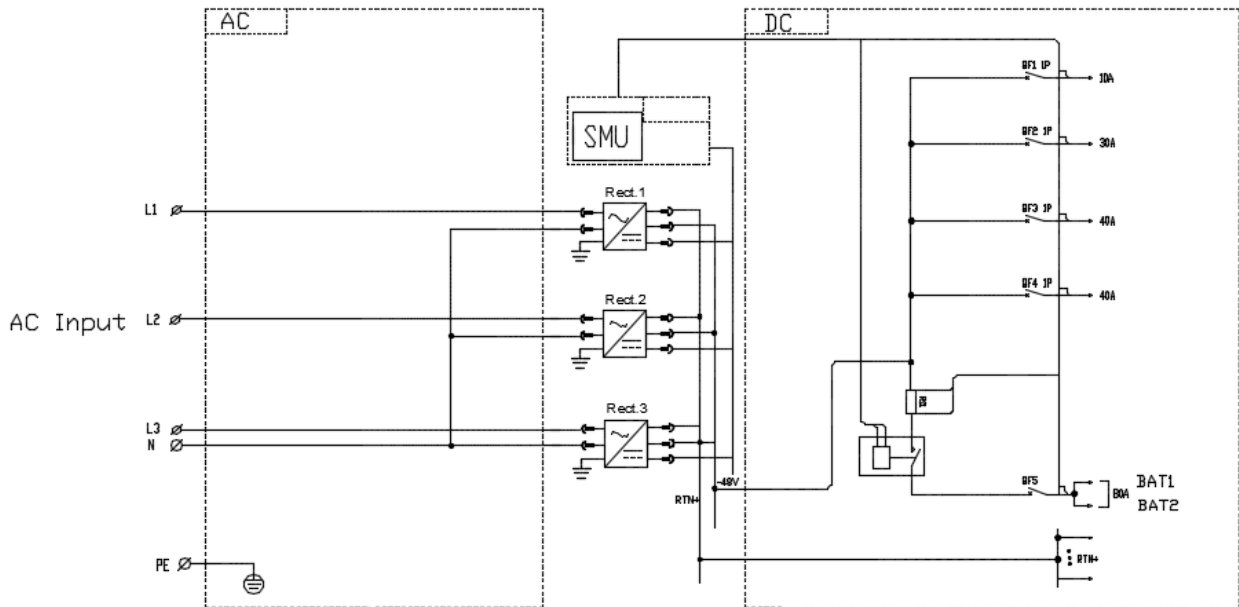 AC
DC
BF1 1P
10A
SMU
BF2 1P
30A
Rect.1
L1
BF3 1P
40A
Rect.2
BF4 1P
40A
AC Input
L2
Rect.3
R1
L3
N
-48V
RTN+
BF5
80A
BAT1
BAT2
RTN+
PE